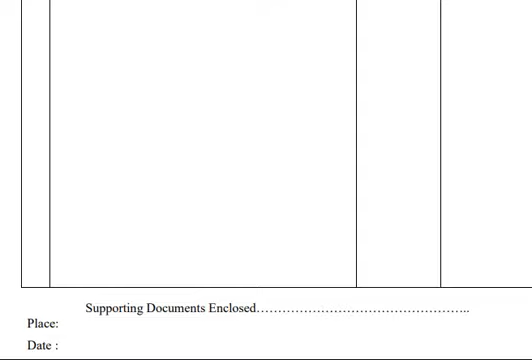 Supporting Documents Enclosed…………………………………………..
Place:
Date :